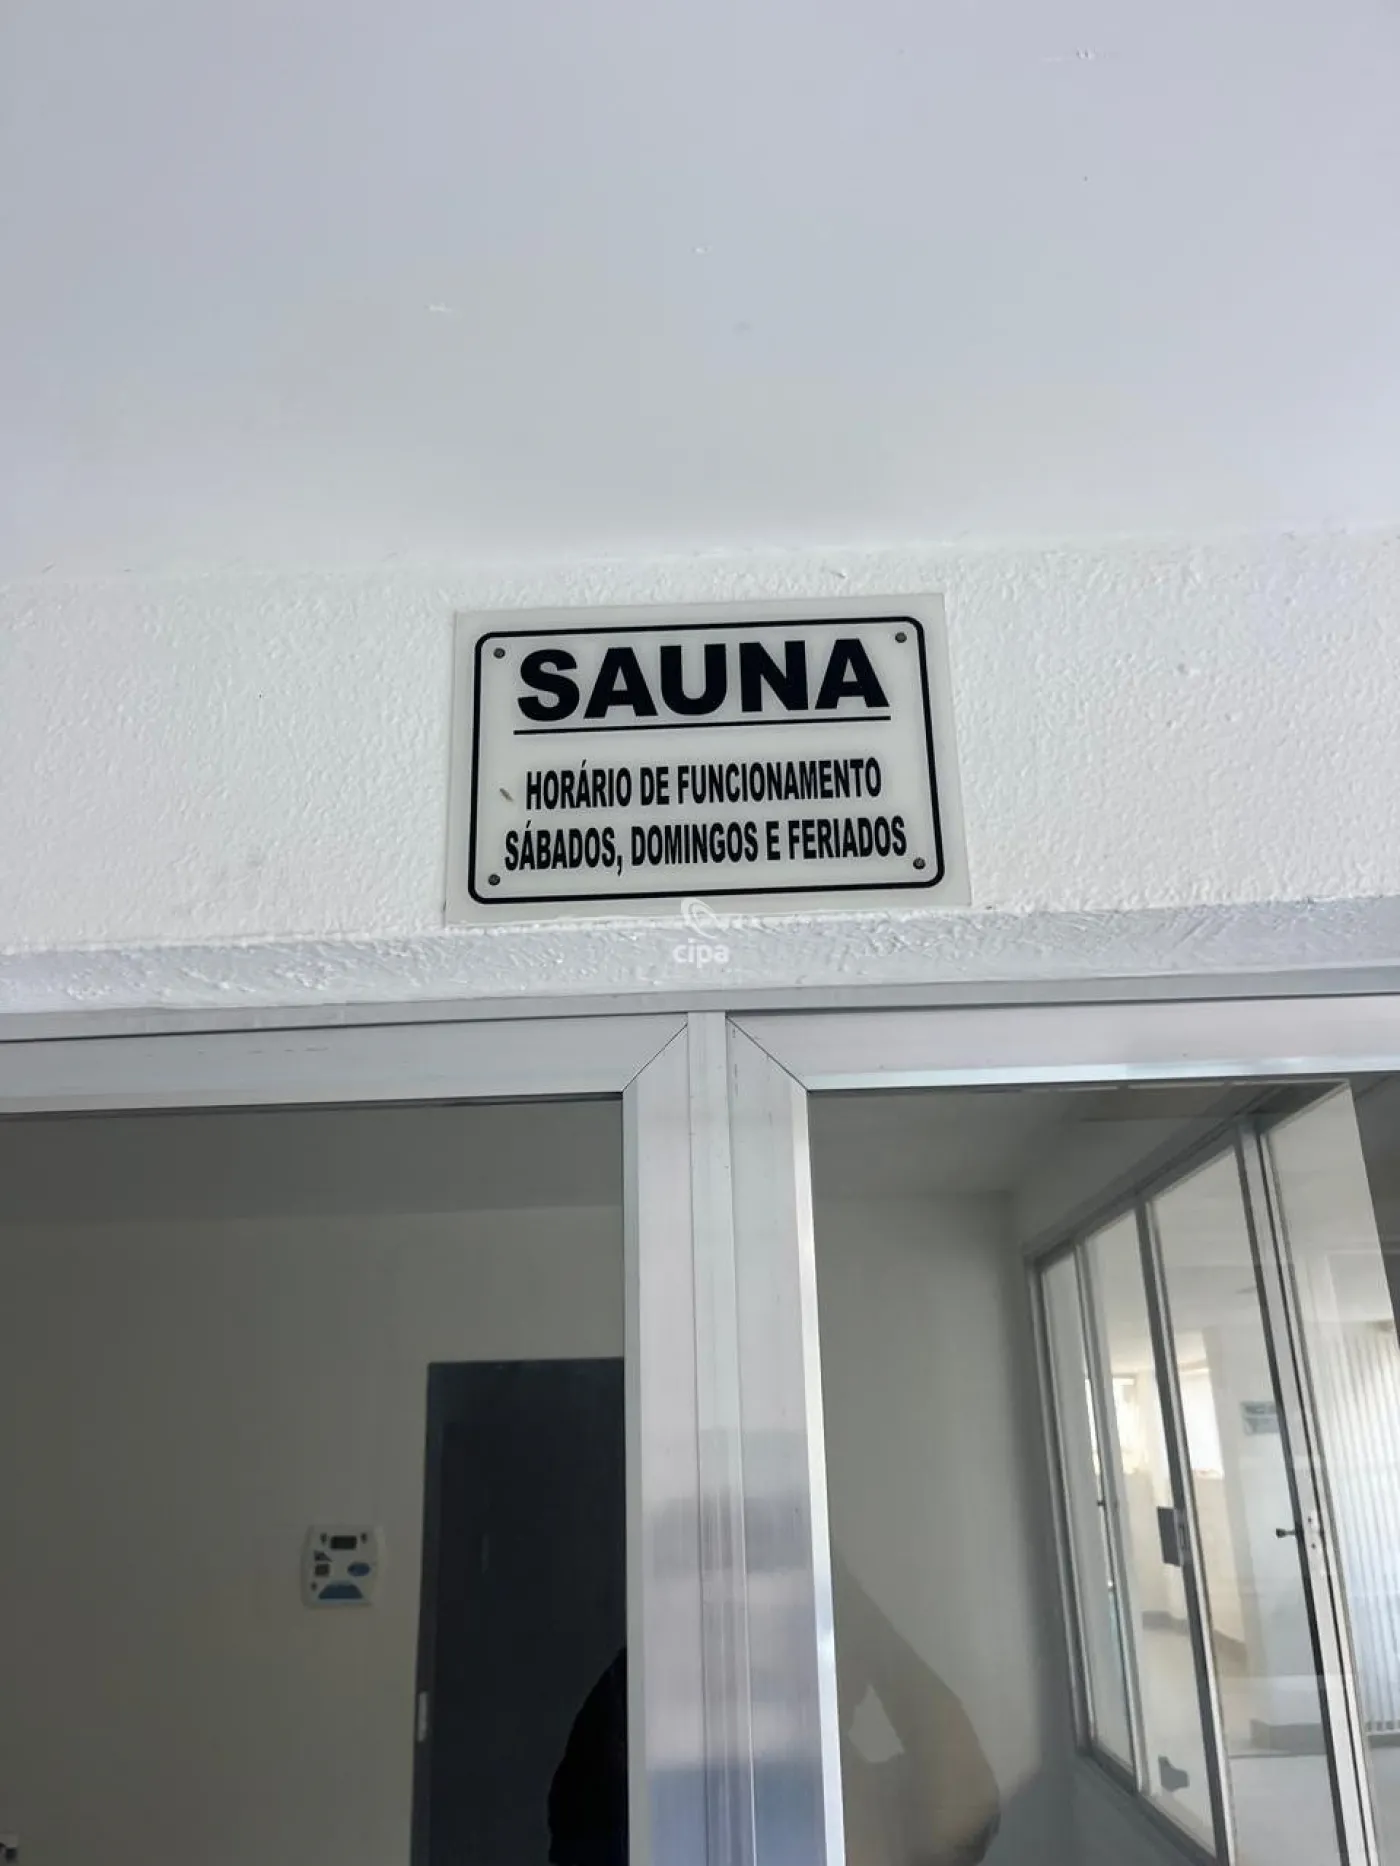 SAUNA
HORÁRIO DE FUNCIONAMENTO
SÁBADOS, DOMINGOS E FERIADOS
cipa